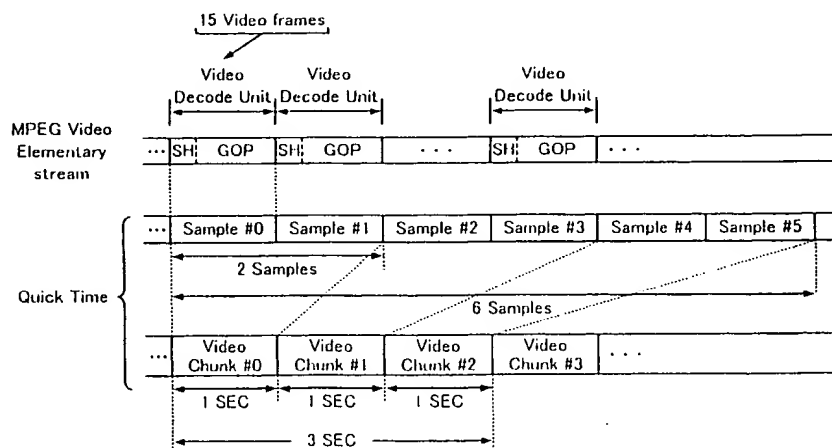 15 Video frames
Video
Decode Unit
Video
Decode Unit
Video
Decode Unit
MPEG Video
Elementary
stream
... SH GOP SH GOP ... SH GOP ...
... Sample #0 Sample #1 Sample #2 Sample #3 Sample #4 Sample #5
2 Samples
6 Samples
Quick Time
... Video
Chunk #0
Video
Chunk #1
Video
Chunk #2
Video
Chunk #3
...
1 SEC 1 SEC 1 SEC
3 SEC